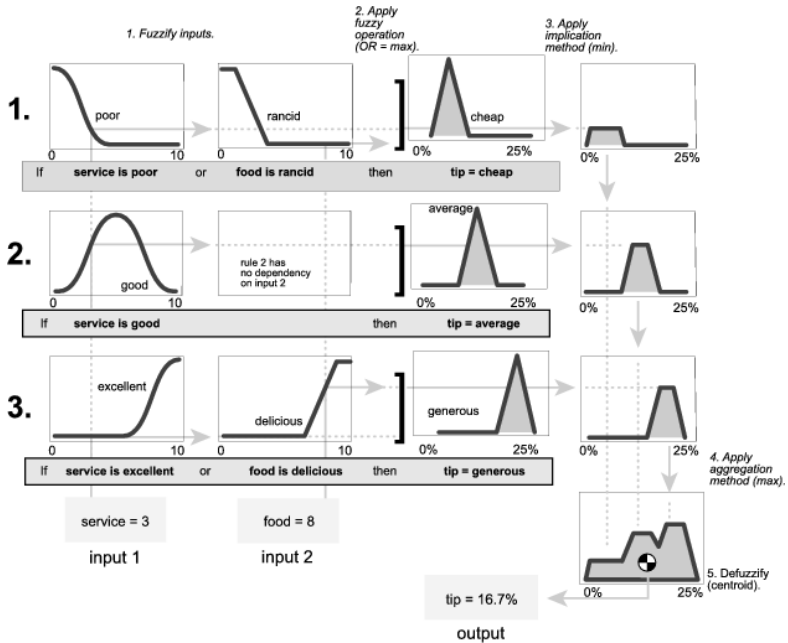 1. Fuzzify inputs.
2. Apply
fuzzy
operation
(OR = max).
3. Apply
implication
method (min).
1.
poor
rancid
cheap
0
10
0
10
0%
25%
0%
25%
If service is poor or food is rancid then tip = cheap
2.
good
rule 2 has
no dependency
on input 2
average
0
10
0%
25%
0%
25%
If service is good then tip = average
3.
excellent
delicious
generous
0
10
0
10
0%
25%
0%
25%
If service is excellent or food is delicious then tip = generous
4. Apply
aggregation
method (max).
service = 3
food = 8
input 1
input 2
5. Defuzzify
(centroid).
0%
25%
tip = 16.7%
output